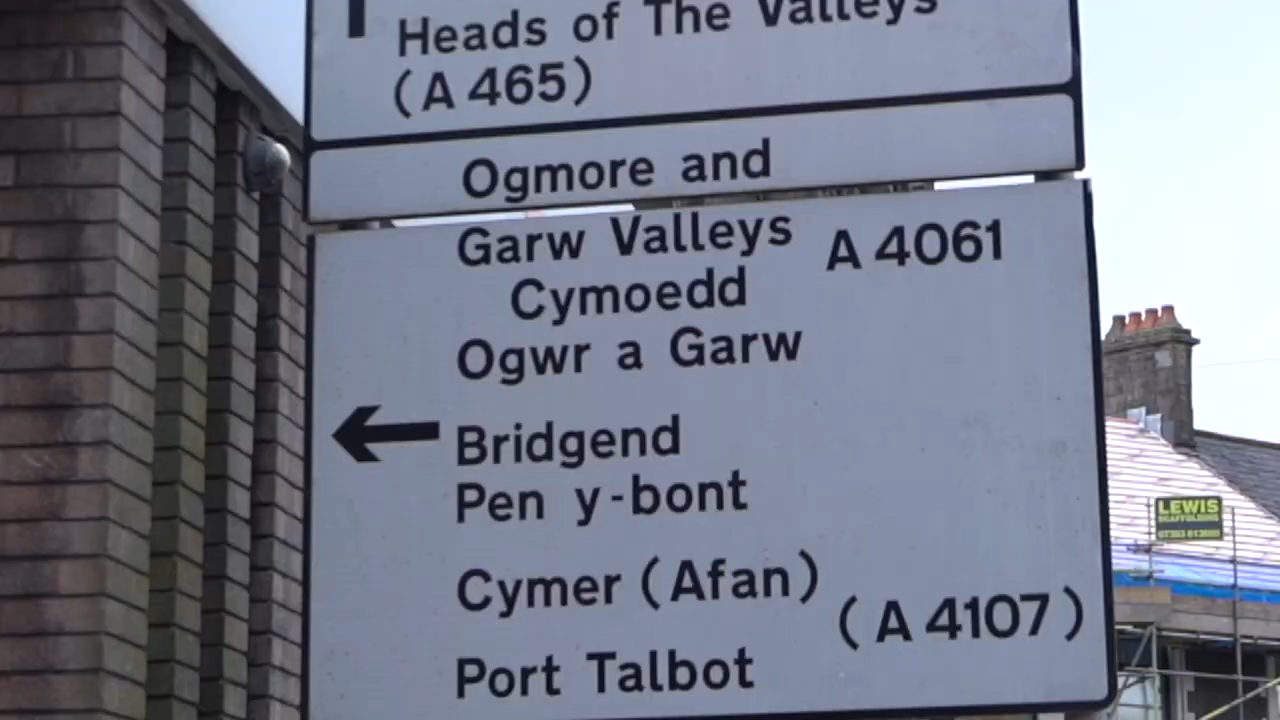 Heads of The Valleys
(A 465)
Ogmore and
Garw Valleys A 4061
Cymoedd
Ogwr a Garw
Bridgend
Pen y-bont
Cymer (Afan)
(A 4107)
Port Talbot
LEWIS
SCAFFOLDING